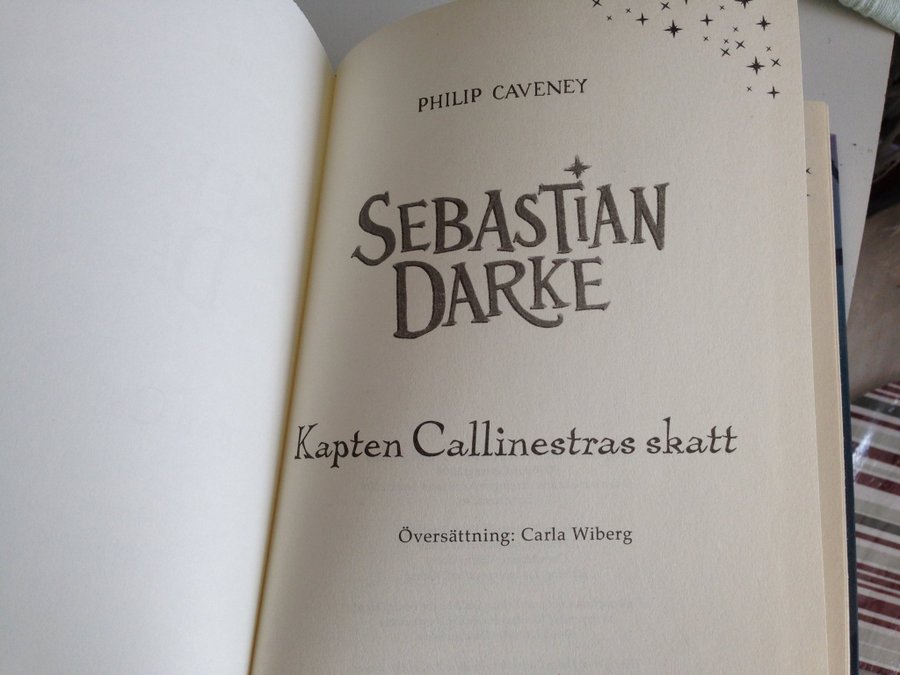 PHILIP CAVENEY
SEBASTIAN
DARKE
Kapten Callinestras skatt
Översättning: Carla Wiberg